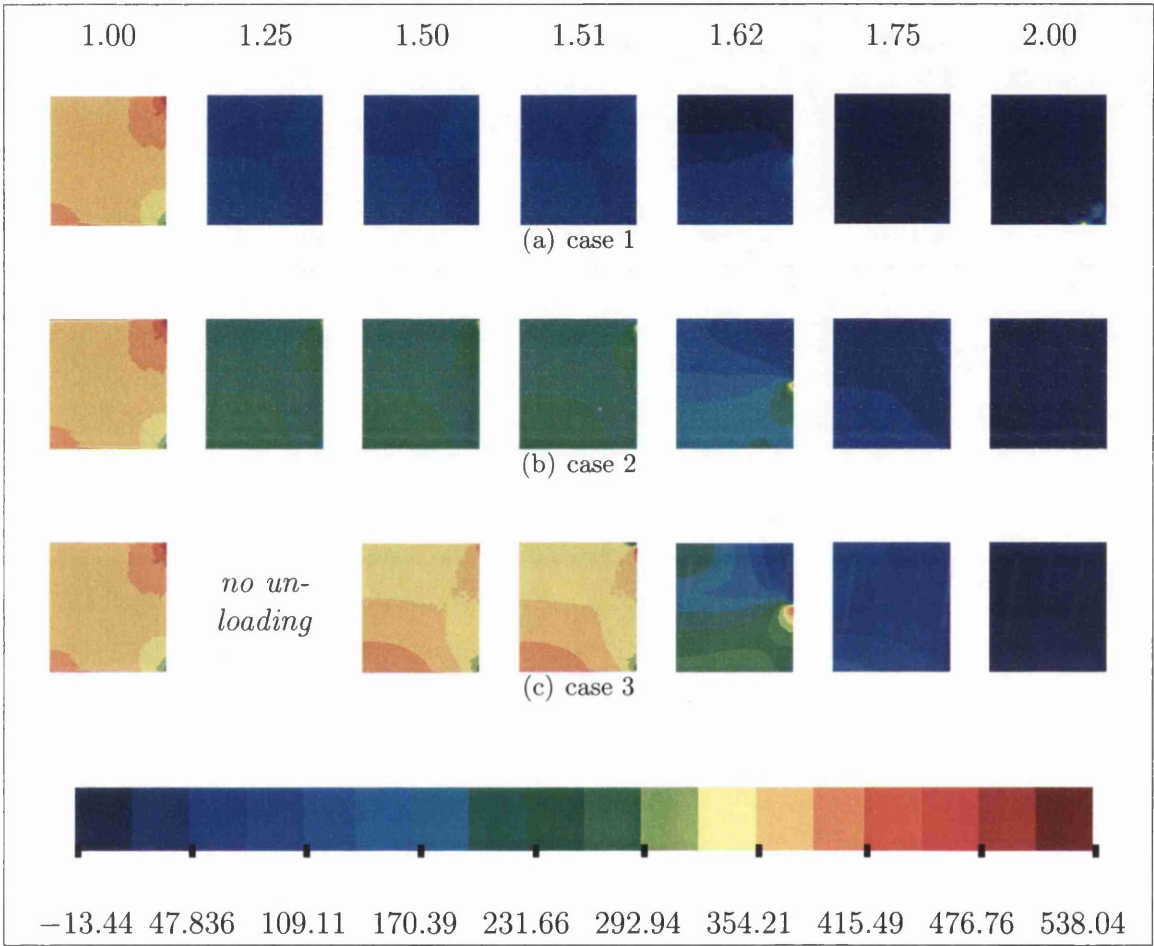 1.00 1.25 1.50 1.51 1.62 1.75 2.00
(a) case 1
(b) case 2
no un-
loading
(c) case 3
−13.44 47.836 109.11 170.39 231.66 292.94 354.21 415.49 476.76 538.04